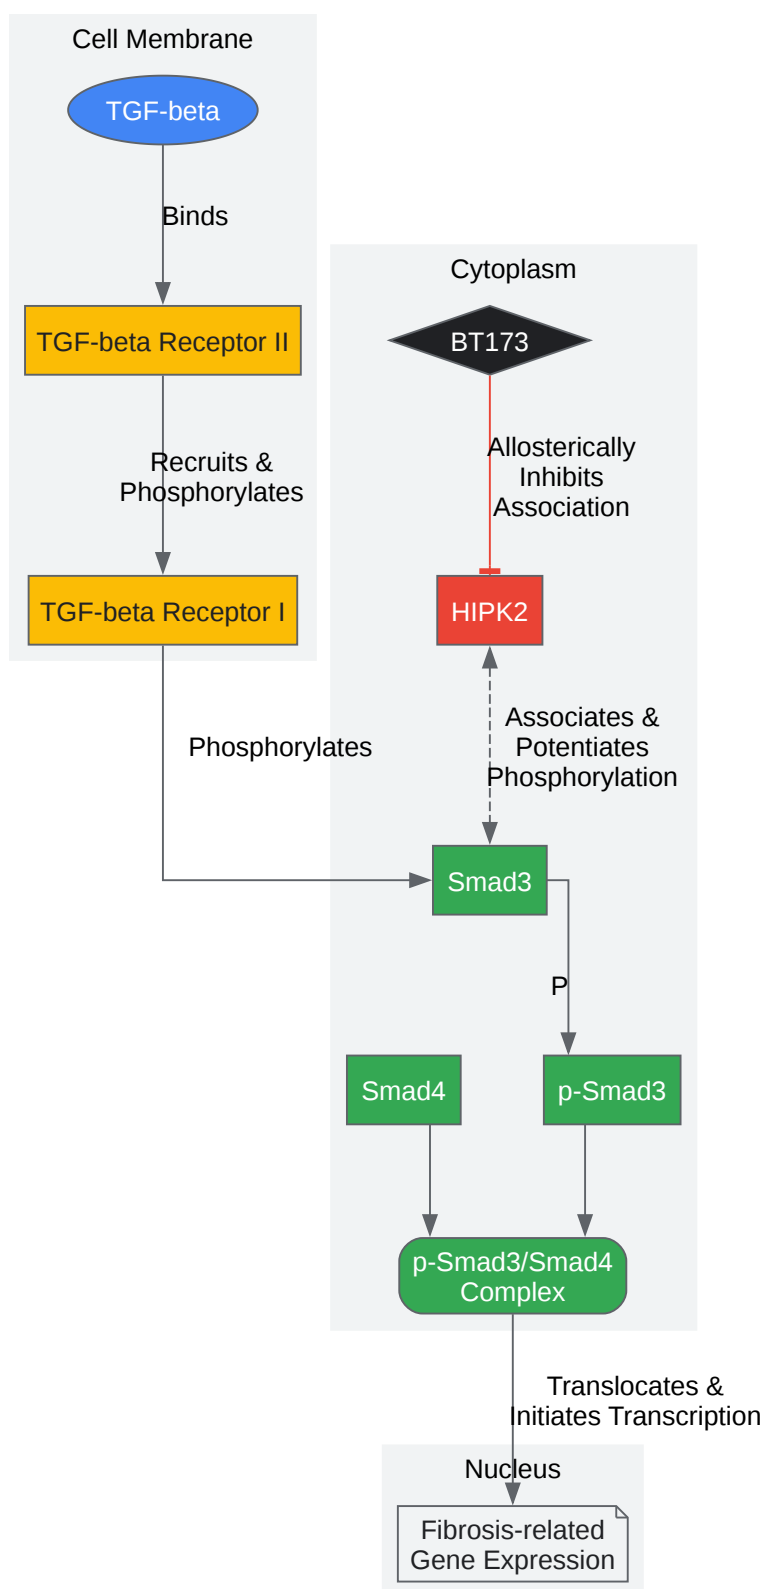 Cell Membrane
TGF-beta
Binds
TGF-beta Receptor II
Recruits &
Phosphorylates
TGF-beta Receptor I
Phosphorylates
Cytoplasm
BT173
Allosterically
Inhibits
Association
HIPK2
Associates &
Potentiates
Phosphorylation
Smad3
P
Smad4
p-Smad3
p-Smad3/Smad4
Complex
Translocates &
Initiates Transcription
Nucleus
Fibrosis-related
Gene Expression